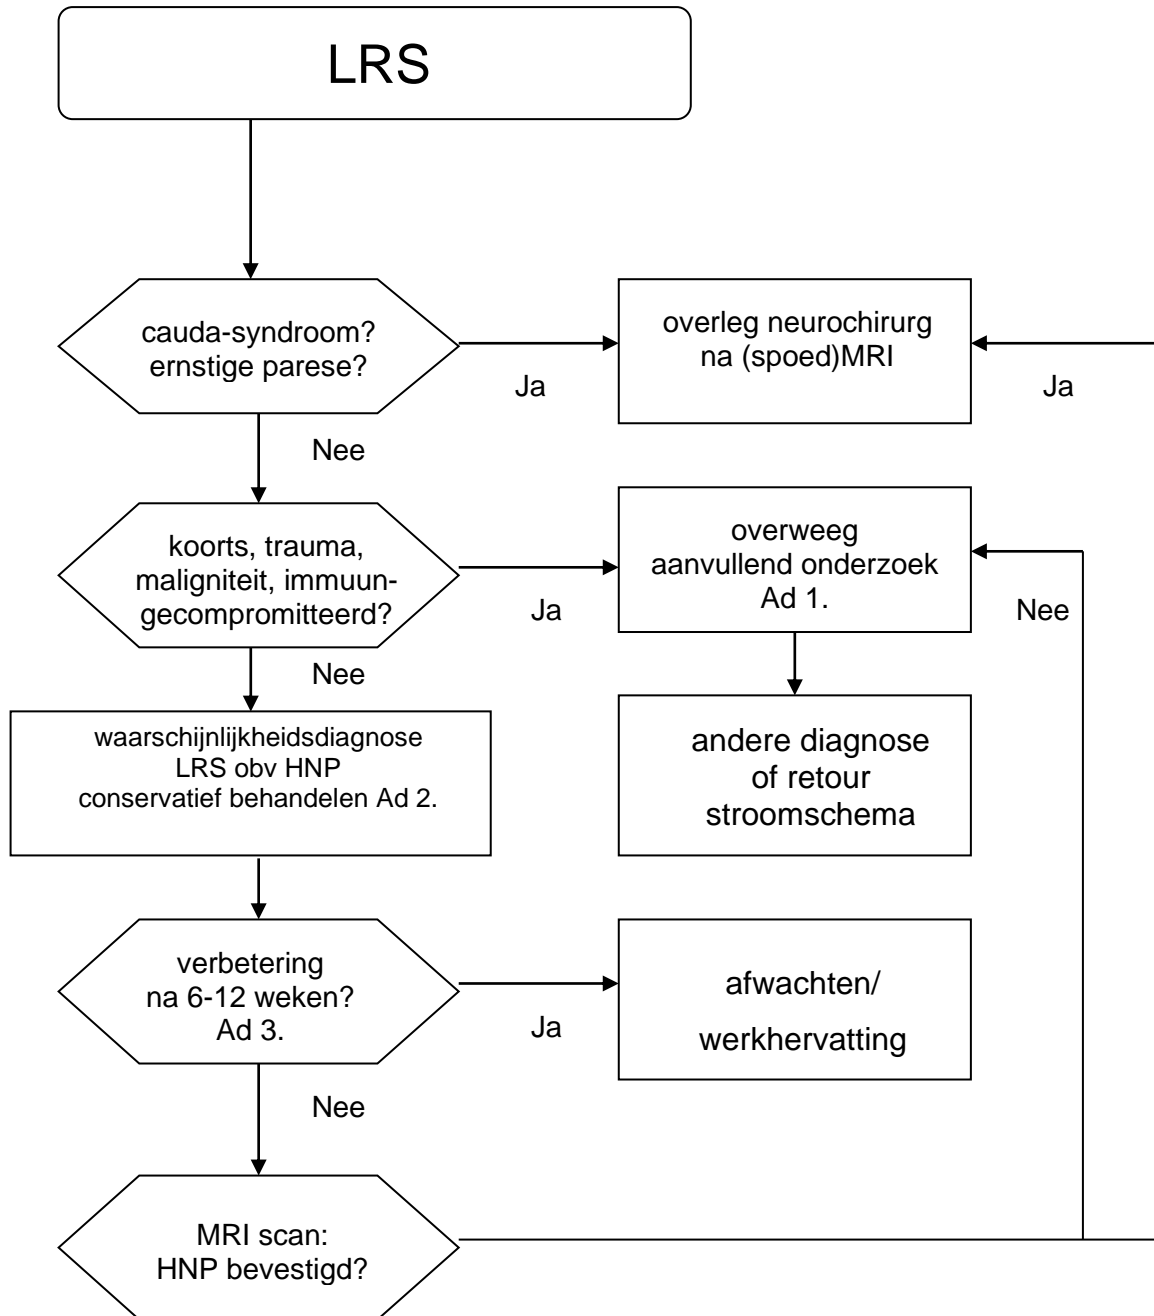 LRS
cauda-syndroom?
ernstige parese?
Ja
overleg neurochirurg
na (spoed)MRI
Ja
Nee
koorts, trauma,
maligniteit, immuun-
gecompromitteerd?
Ja
overweeg
aanvullend onderzoek
Ad 1.
Nee
Nee
waarschijnlijkheidsdiagnose
LRS obv HNP
conservatief behandelen Ad 2.
andere diagnose
of retour
stroomschema
verbetering
na 6-12 weken?
Ad 3.
Ja
afwachten/
werkhervatting
Nee
MRI scan:
HNP bevestigd?